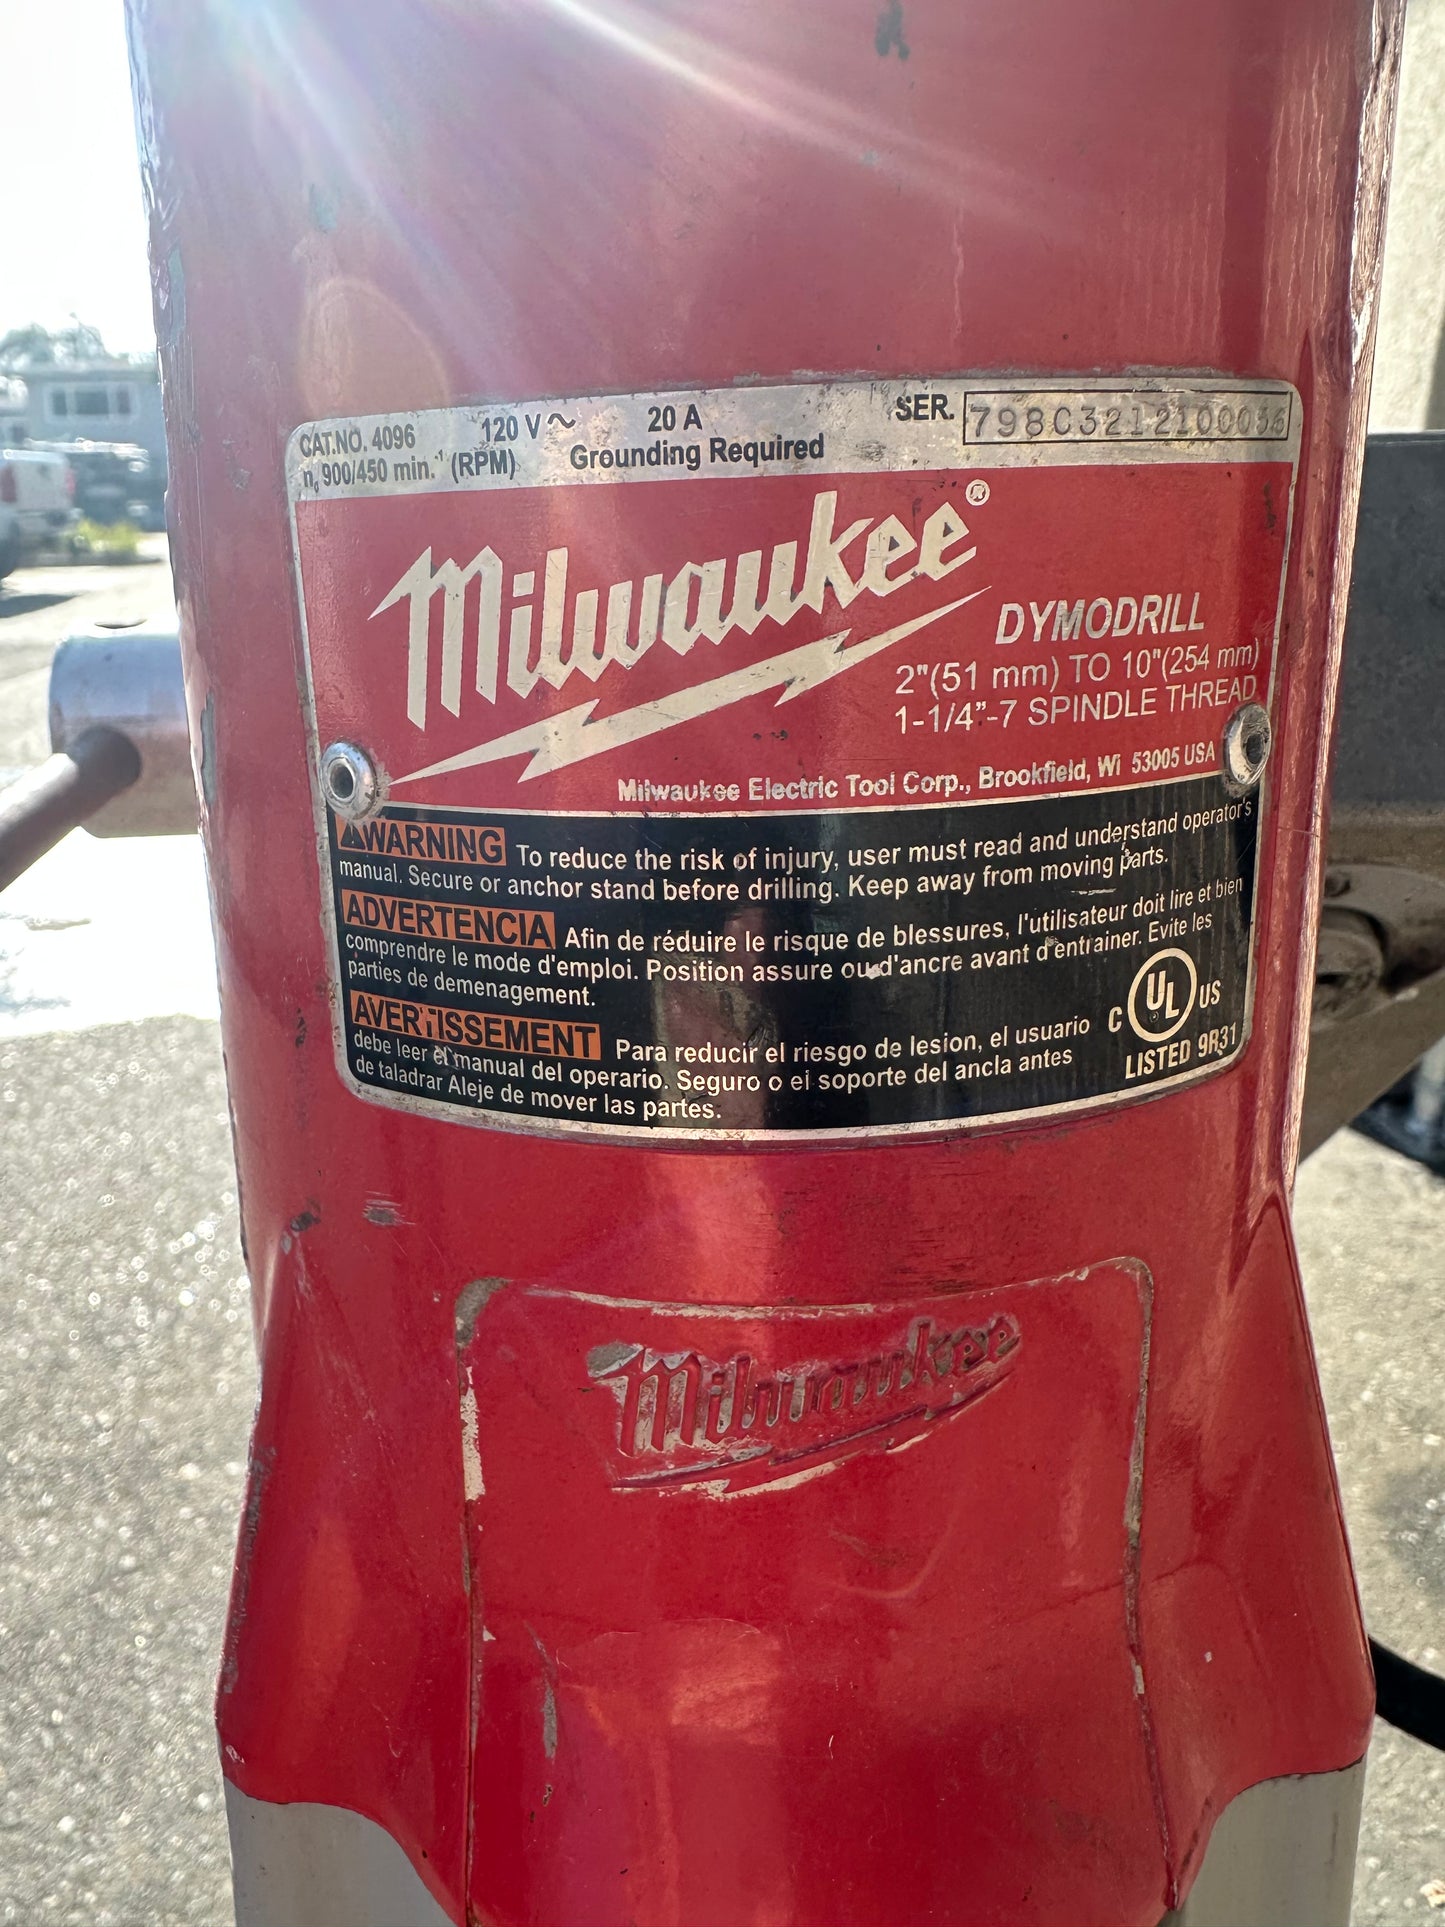 CAT.NO. 4096 120 V~ 20 A SER. 798C3212100056
n₀ 900/450 min.⁻¹ (RPM) Grounding Required
Milwaukee®
DYMODRILL
2"(51 mm) TO 10"(254 mm)
1-1/4"-7 SPINDLE THREAD
Milwaukee Electric Tool Corp., Brookfield, Wi 53005 USA
⚠WARNING To reduce the risk of injury, user must read and understand operator's
manual. Secure or anchor stand before drilling. Keep away from moving parts.
ADVERTENCIA Afin de réduire le risque de blessures, l'utilisateur doit lire et bien
comprendre le mode d'emploi. Position assure ou d'ancre avant d'entrainer. Evite les
parties de demenagement.
AVERTISSEMENT Para reducir el riesgo de lesion, el usuario
debe leer el manual del operario. Seguro o el soporte del ancla antes
de taladrar Aleje de mover las partes.
C UL US
LISTED 9R31
Milwaukee